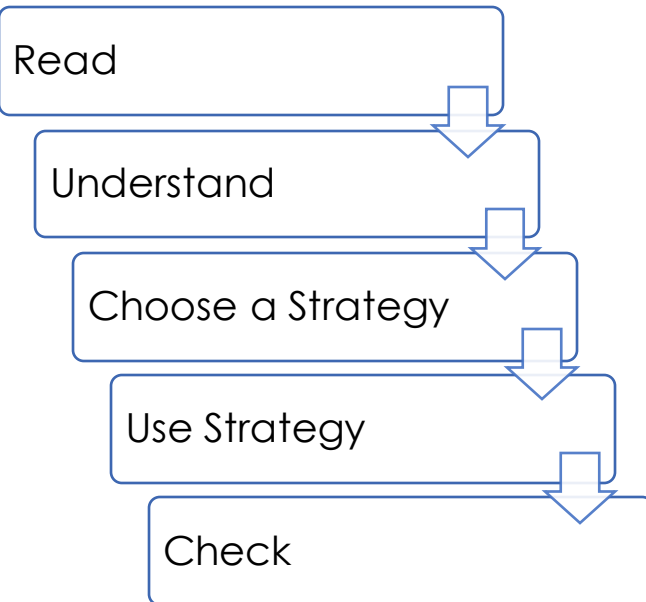 Read
Understand
Choose a Strategy
Use Strategy
Check